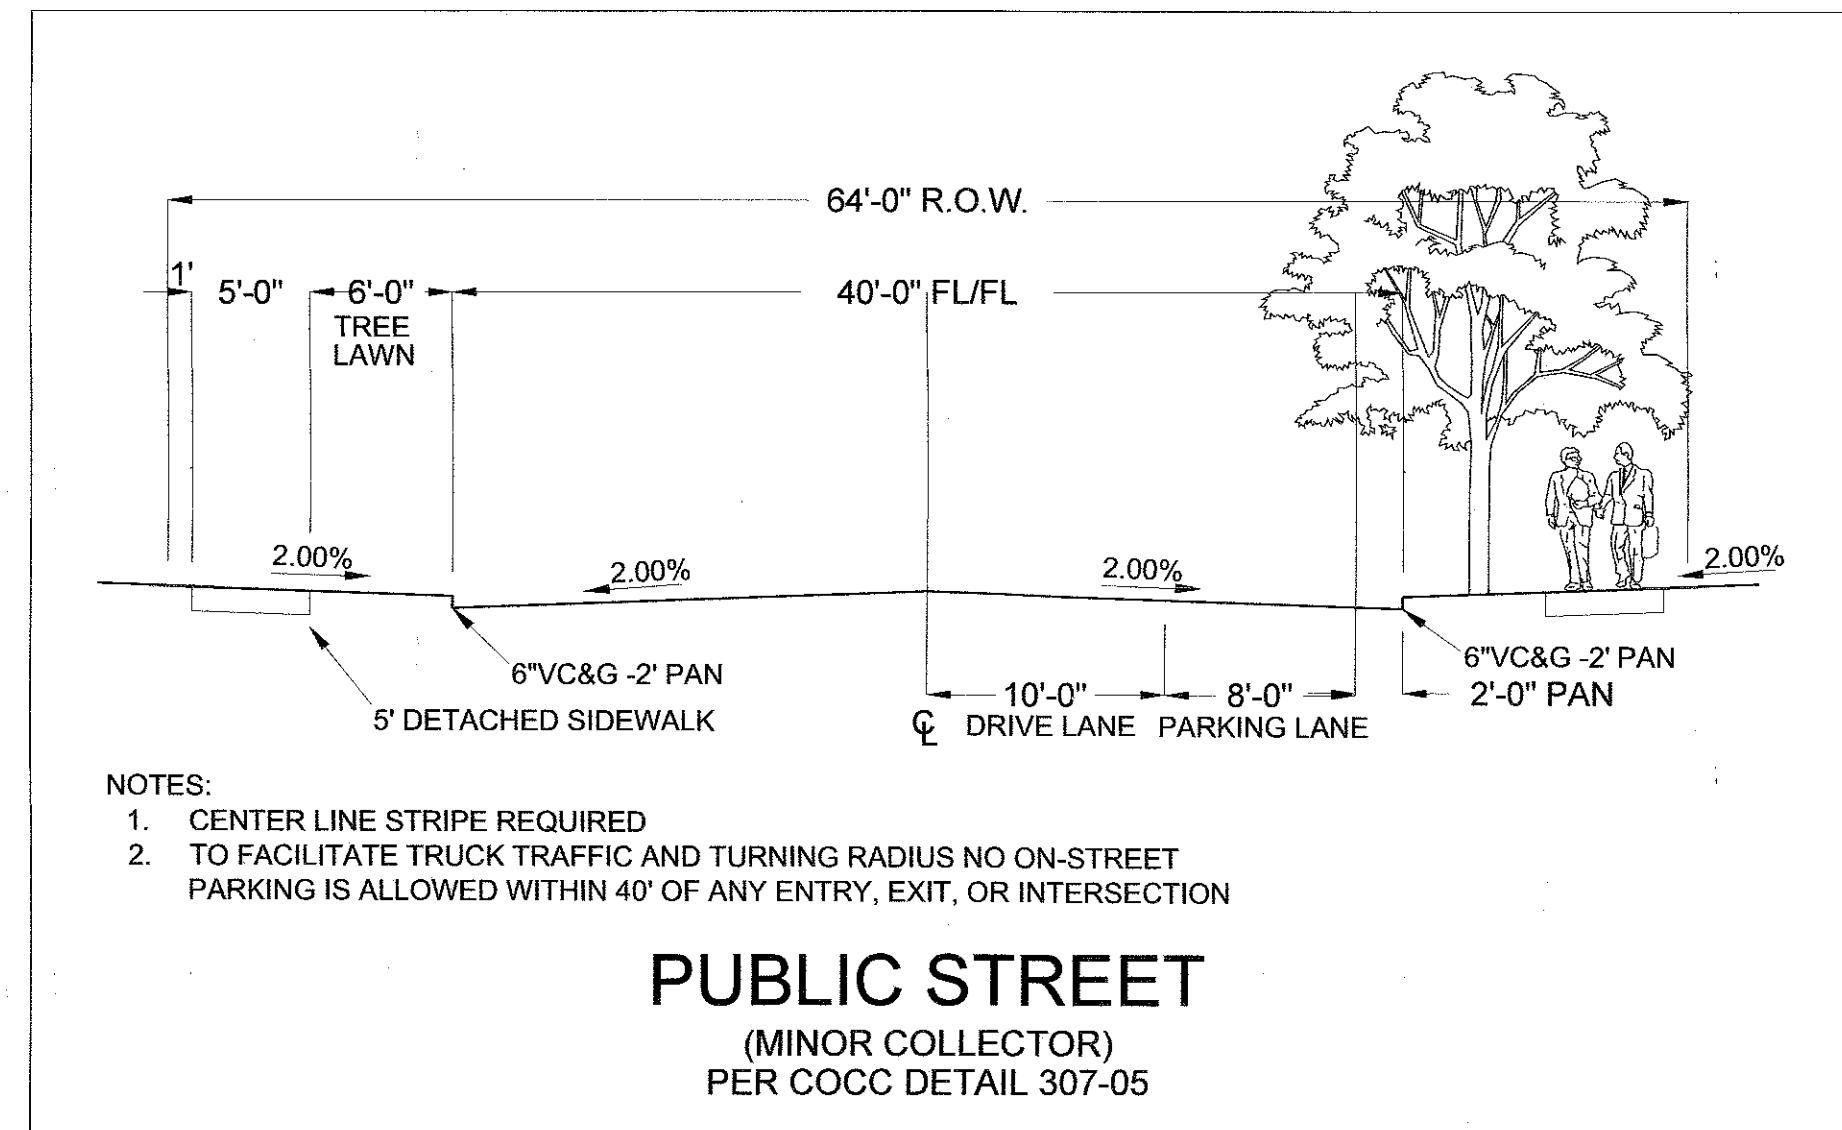 64'-0" R.O.W.
1'
5'-0"
6'-0"
TREE
LAWN
40'-0" FL/FL
2.00%
2.00%
2.00%
2.00%
6"VC&G -2' PAN
5' DETACHED SIDEWALK
6"VC&G -2' PAN
10'-0"
8'-0"
2'-0" PAN
CL
DRIVE LANE
PARKING LANE
NOTES:
1. CENTER LINE STRIPE REQUIRED
2. TO FACILITATE TRUCK TRAFFIC AND TURNING RADIUS NO ON-STREET
PARKING IS ALLOWED WITHIN 40' OF ANY ENTRY, EXIT, OR INTERSECTION
PUBLIC STREET
(MINOR COLLECTOR)
PER COCC DETAIL 307-05